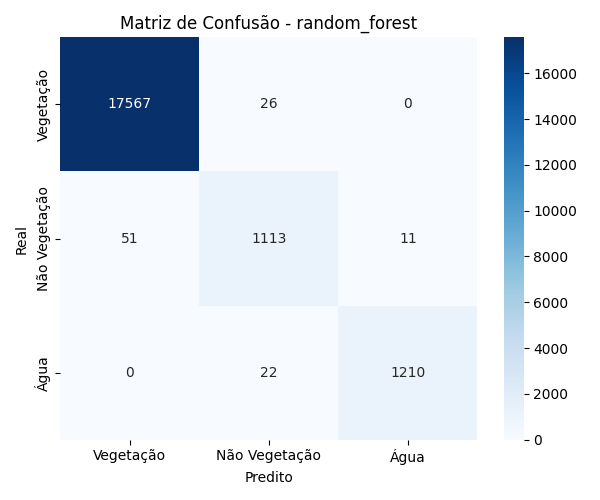 Matriz de Confusão - random_forest
Real
Vegetação
17567 26 0
Não Vegetação
51 1113 11
Água
0 22 1210
Vegetação Não Vegetação Água
Predito
16000
14000
12000
10000
8000
6000
4000
2000
0